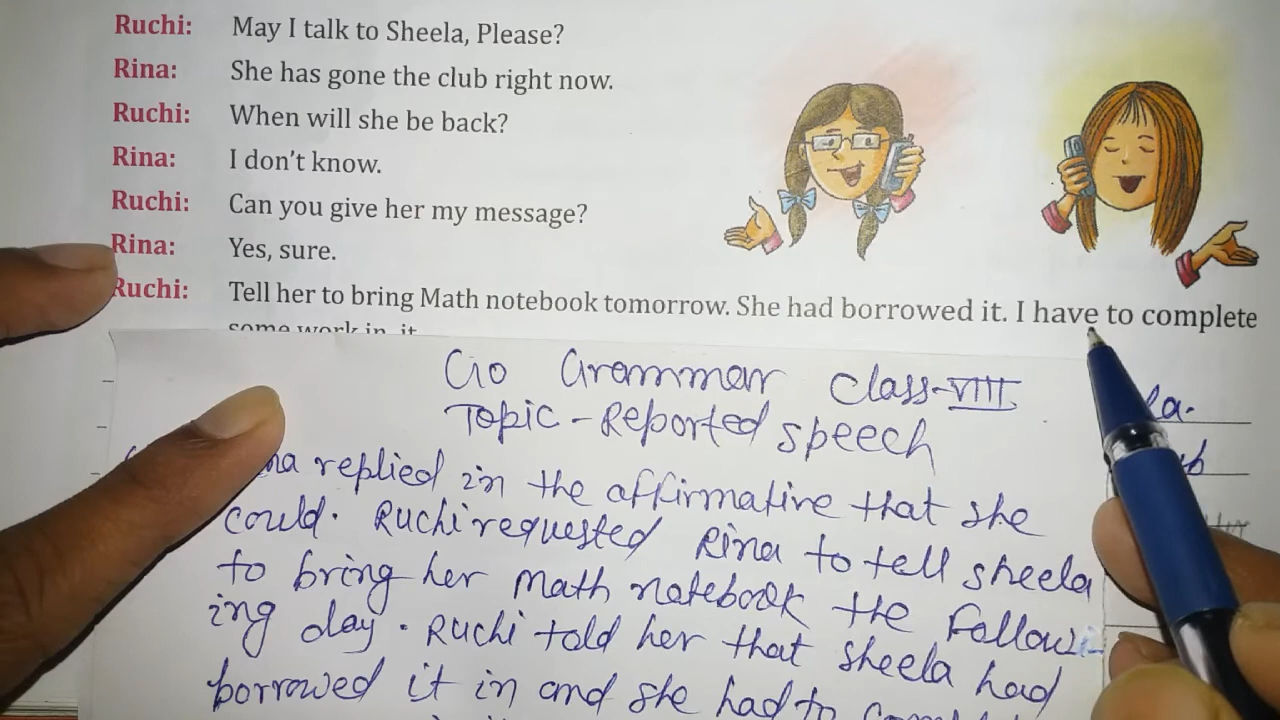 Ruchi: May I talk to Sheela, Please?
Rina: She has gone the club right now.
Ruchi: When will she be back?
Rina: I don't know.
Ruchi: Can you give her my message?
Rina: Yes, sure.
Ruchi: Tell her to bring Math notebook tomorrow. She had borrowed it. I have to complete
some work in it
Grammar Class-VIII
Topic-Reported speech
replied in the affirmative that she
could. Ruchi requested Rina to tell sheela
to bring her math notebook the follow
ing day. Ruchi told her that sheela had
borrowed it in and she had to